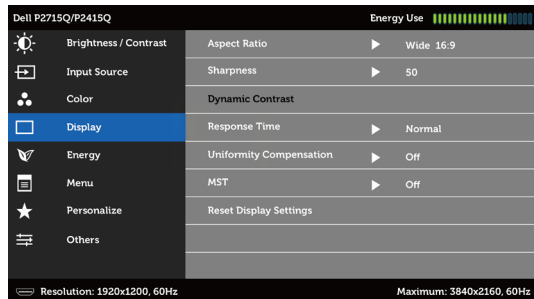 Dell P2715Q/P2415Q Energy Use
Brightness / Contrast Aspect Ratio Wide 16:9
Input Source Sharpness 50
Color Dynamic Contrast
Display Response Time Normal
Energy Uniformity Compensation Off
Menu MST Off
Personalize Reset Display Settings
Others
Resolution: 1920x1200, 60Hz Maximum: 3840x2160, 60Hz